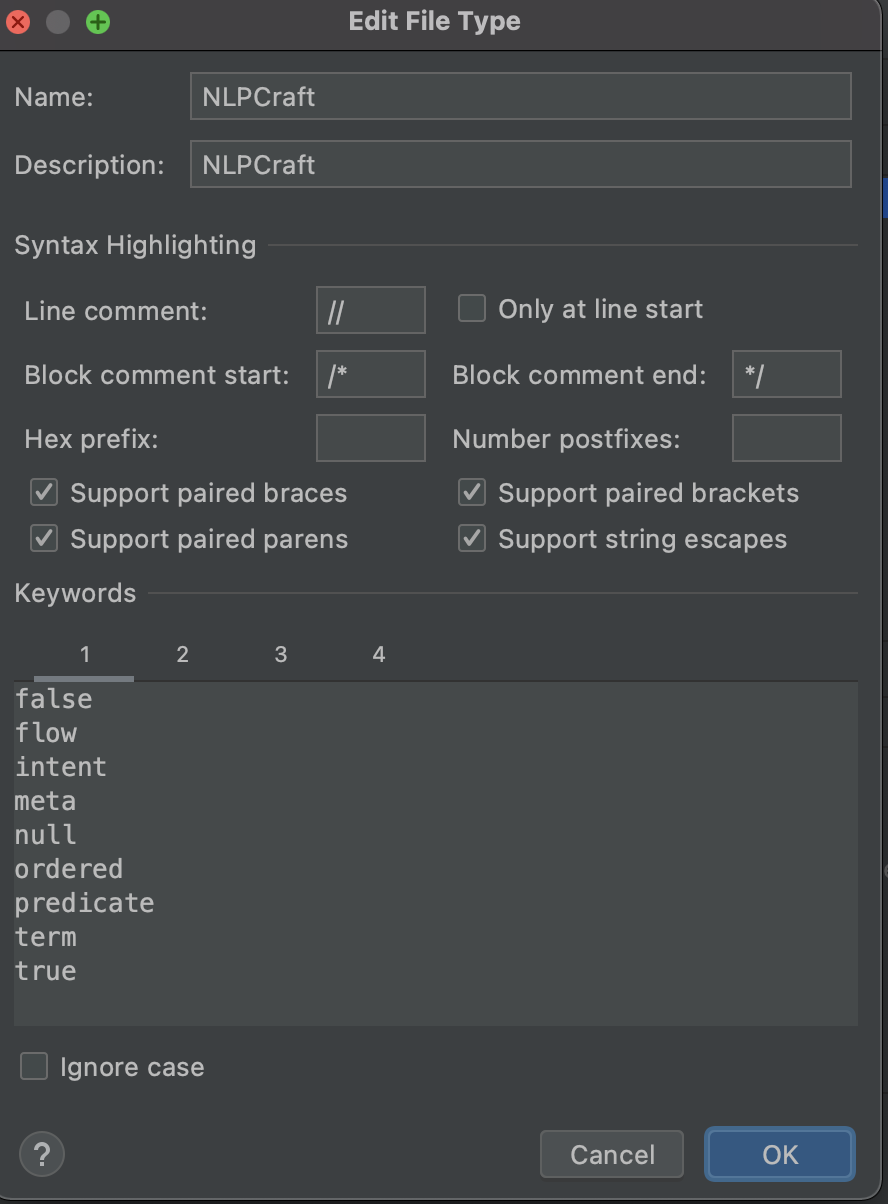 Edit File Type
Name: NLPCraft
Description: NLPCraft
Syntax Highlighting
Line comment: // Only at line start
Block comment start: /* Block comment end: */
Hex prefix: Number postfixes:
Support paired braces Support paired brackets
Support paired parens Support string escapes
Keywords
1 2 3 4
false
flow
intent
meta
null
ordered
predicate
term
true
Ignore case
? Cancel OK